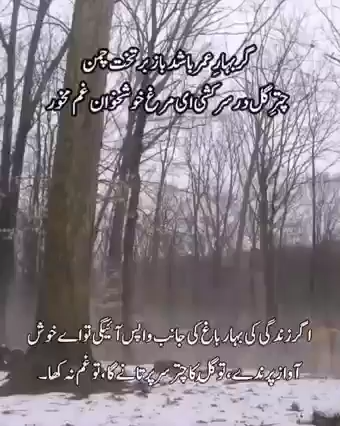 گر بہار عمر باشد باز بر تخت چمن
چترِ گل در سر کشی ای مرغ خوشخوان غم مخور
اگر زندگی کی بہار باغ کی جانب واپس آئیگی تو اے خوش
آواز پرندے، تو گل کا چتر سر پر تانے گا، تو غم نہ کھا۔